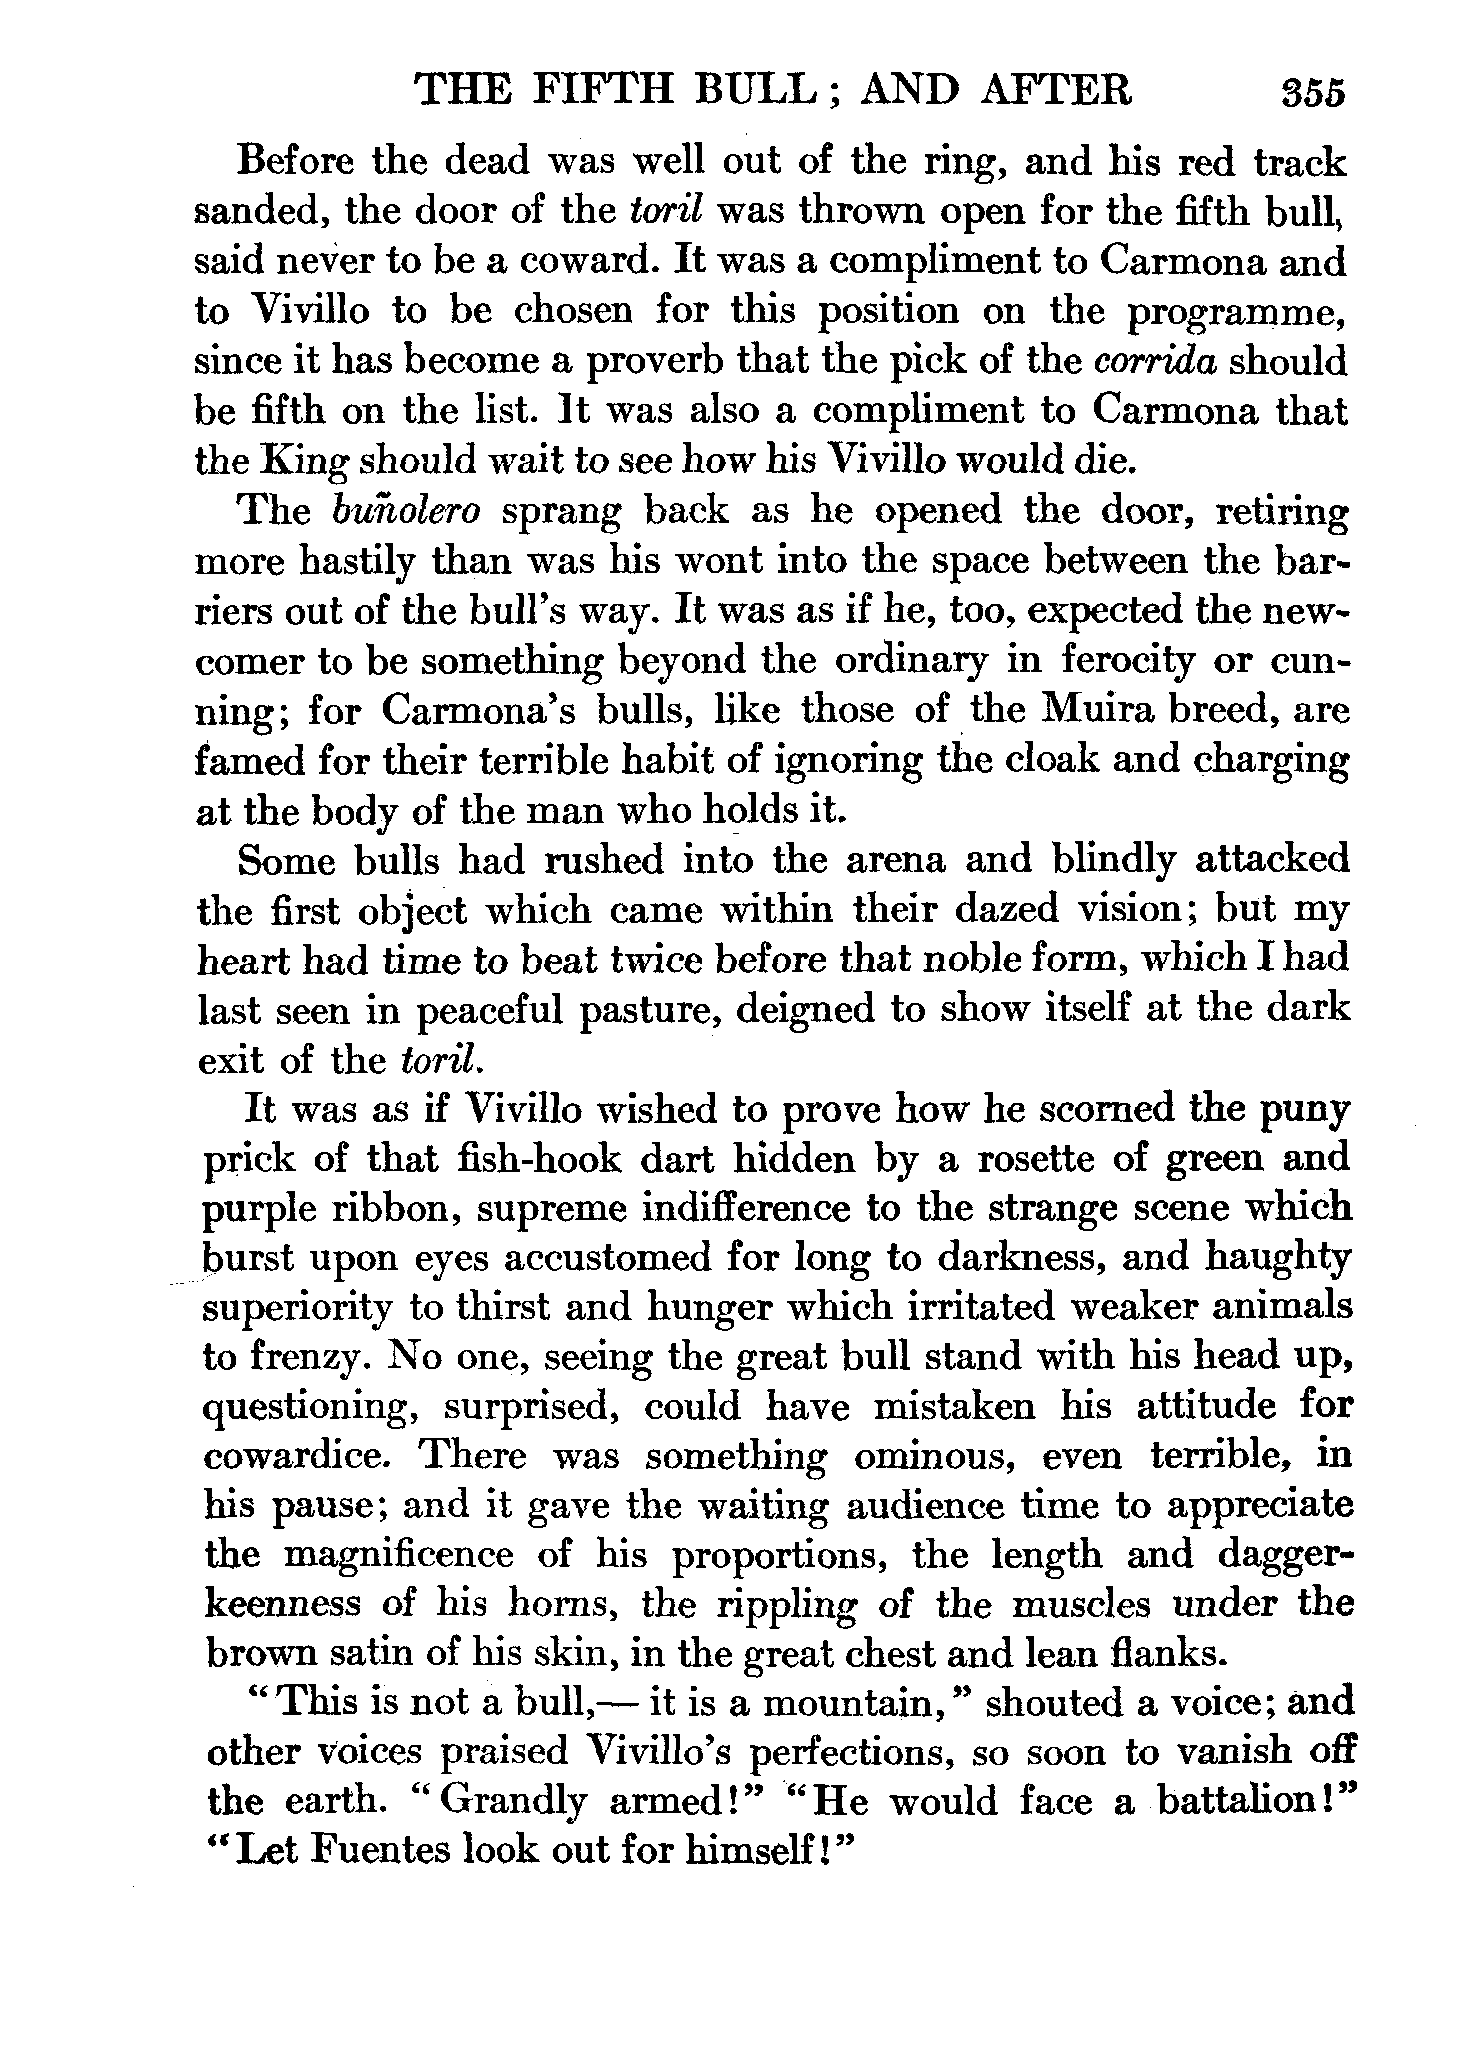 THE FIFTH BULL; AND AFTER 355
Before the dead was well out of the ring, and his red track
sanded, the door of the toril was thrown open for the fifth bull,
said never to be a coward. It was a compliment to Carmona and
to Vivillo to be chosen for this position on the programme,
since it has become a proverb that the pick of the corrida should
be fifth on the list. It was also a compliment to Carmona that
the King should wait to see how his Vivillo would die.
The buñolero sprang back as he opened the door, retiring
more hastily than was his wont into the space between the bar-
riers out of the bull's way. It was as if he, too, expected the new-
comer to be something beyond the ordinary in ferocity or cun-
ning; for Carmona's bulls, like those of the Muira breed, are
famed for their terrible habit of ignoring the cloak and charging
at the body of the man who holds it.
Some bulls had rushed into the arena and blindly attacked
the first object which came within their dazed vision; but my
heart had time to beat twice before that noble form, which I had
last seen in peaceful pasture, deigned to show itself at the dark
exit of the toril.
It was as if Vivillo wished to prove how he scorned the puny
prick of that fish-hook dart hidden by a rosette of green and
purple ribbon, supreme indifference to the strange scene which
burst upon eyes accustomed for long to darkness, and haughty
superiority to thirst and hunger which irritated weaker animals
to frenzy. No one, seeing the great bull stand with his head up,
questioning, surprised, could have mistaken his attitude for
cowardice. There was something ominous, even terrible, in
his pause; and it gave the waiting audience time to appreciate
the magnificence of his proportions, the length and dagger-
keenness of his horns, the rippling of the muscles under the
brown satin of his skin, in the great chest and lean flanks.
"This is not a bull,— it is a mountain," shouted a voice; and
other voices praised Vivillo's perfections, so soon to vanish off
the earth. "Grandly armed!" "He would face a battalion!"
"Let Fuentes look out for himself!"